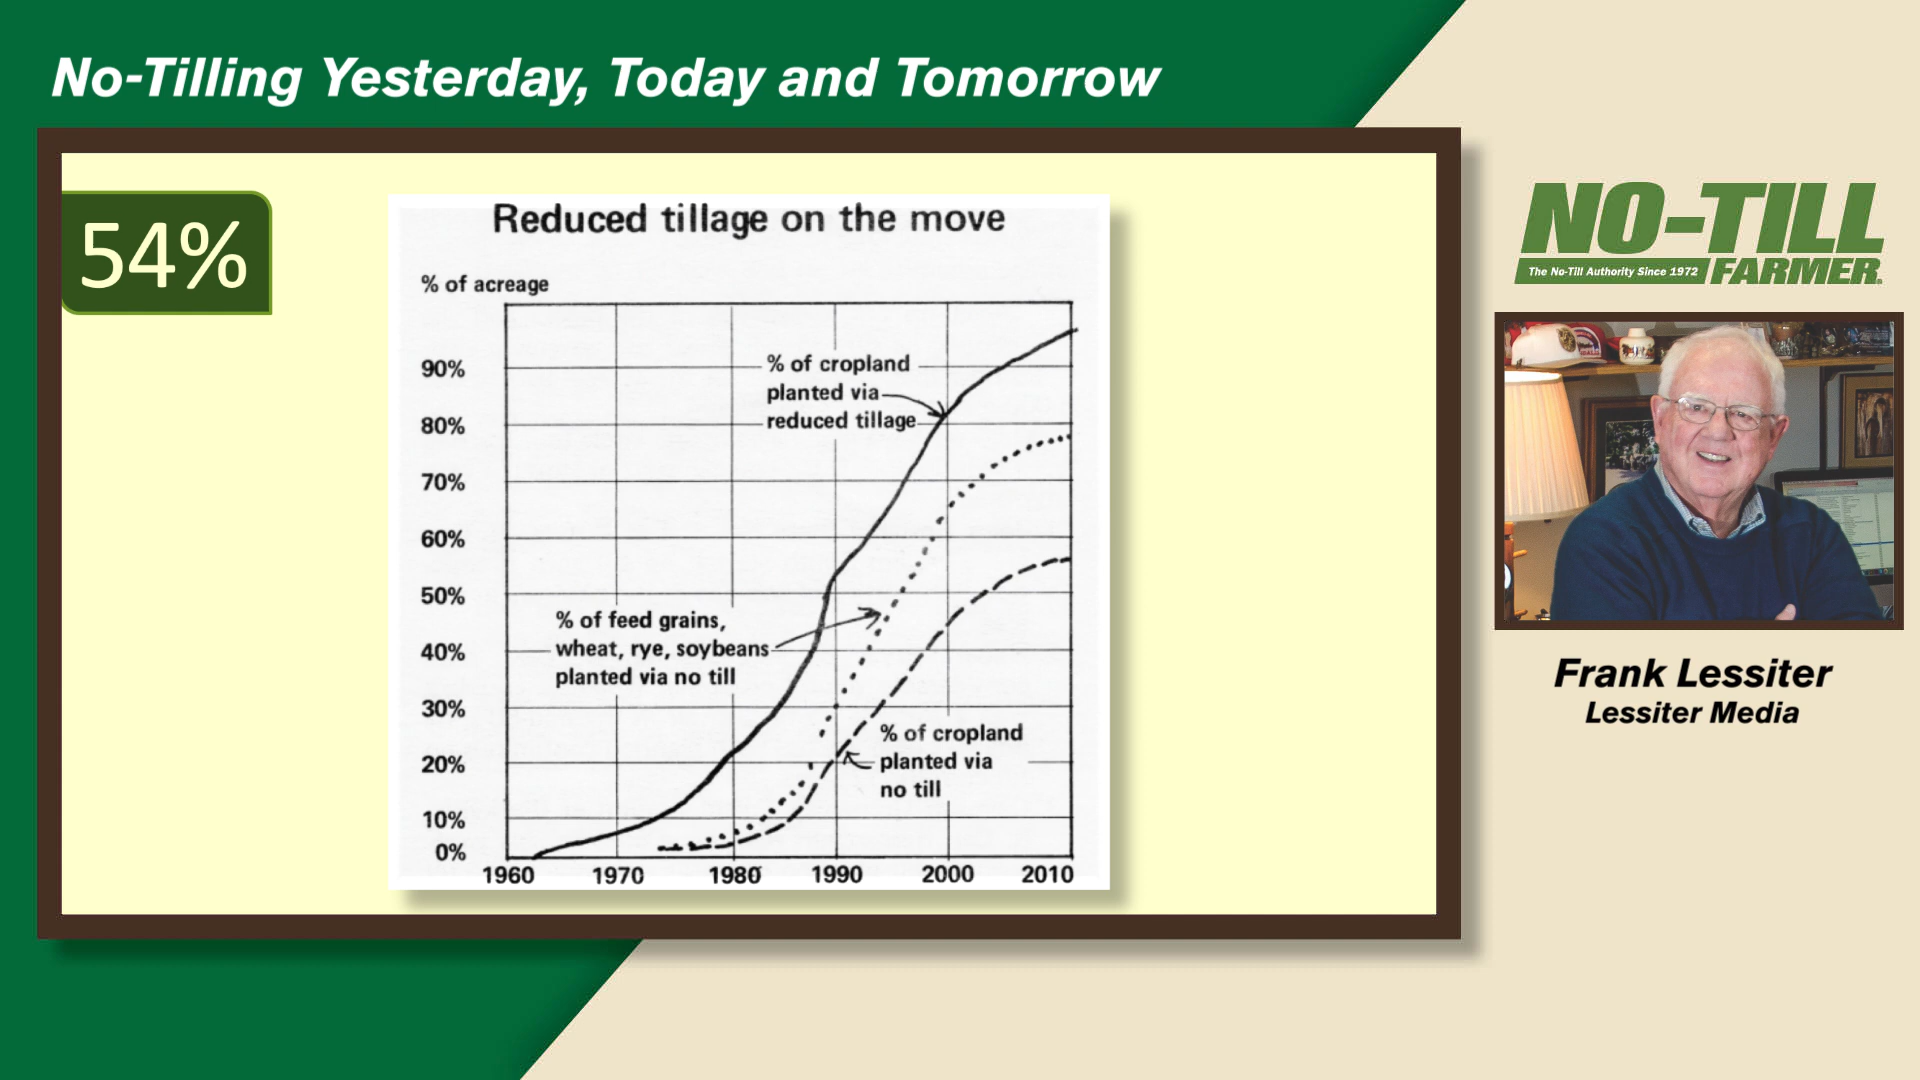 No-Tilling Yesterday, Today and Tomorrow
54%
Reduced tillage on the move
% of acreage
90%
80%
70%
60%
50%
40%
30%
20%
10%
0%
% of cropland
planted via
reduced tillage
% of feed grains,
wheat, rye, soybeans
planted via no till
% of cropland
planted via
no till
1960 1970 1980 1990 2000 2010
NO-TILL
The No-Till Authority Since 1972 FARMER®
Frank Lessiter
Lessiter Media